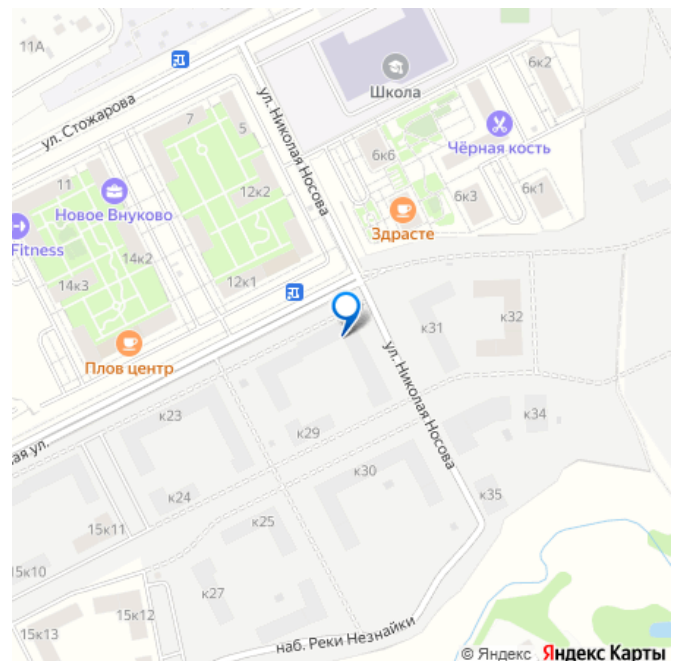 11А
6к2
Школа
ул. Стожарова
7
5
ул. Николая Носова
Чёрная кость
6к6
11
12к2
6к3
6к1
Новое Внуково
Здрасте
Fitness
14к2
14к3
12к1
к31
к32
Плов центр
ул. Николая Носова
к23
к34
ая ул.
к29
к30
к24
к35
15к11
к25
15к10
к27
15к12
15к13
наб. Реки Незнайки
© Яндекс Яндекс Карты